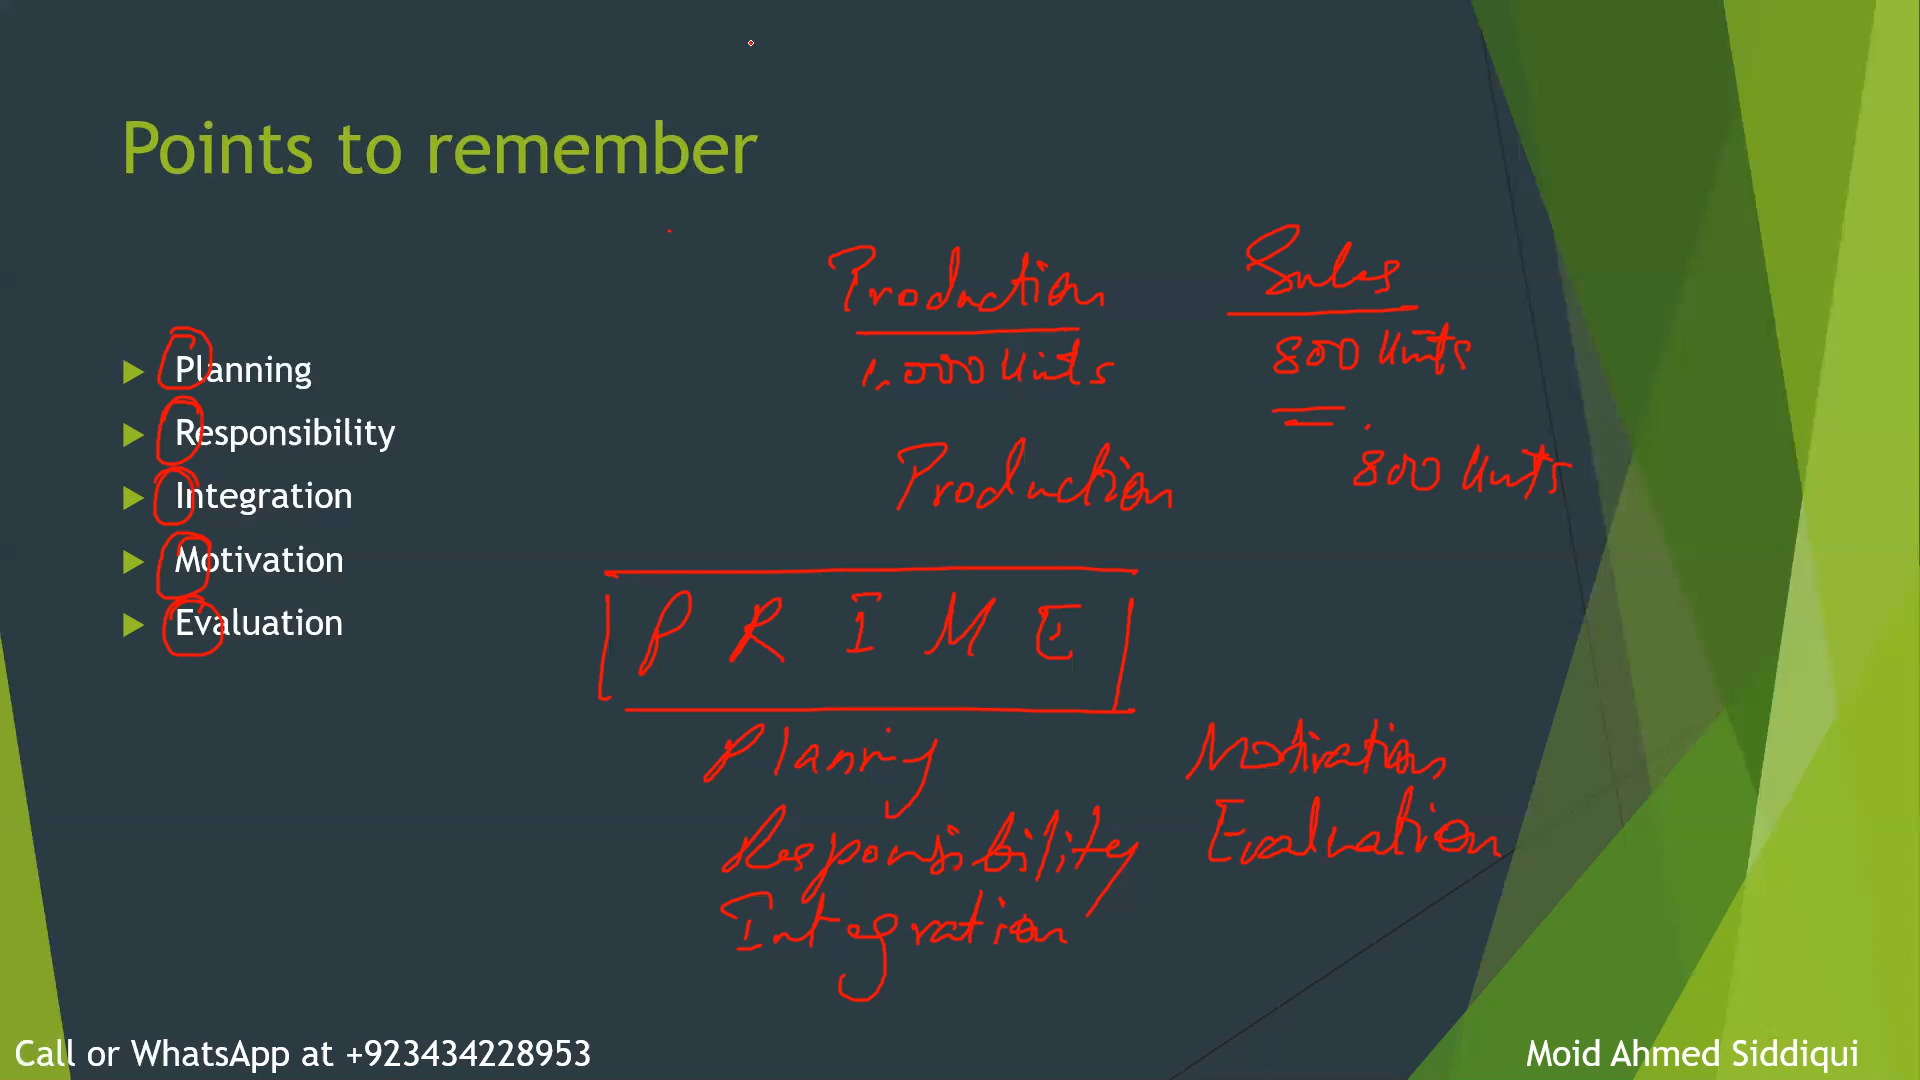 Points to remember
Planning
Responsibility
Integration
Motivation
Evaluation
Production
1,000 Units
Sales
800 Units
Production
800 Units
P R I M E
Planning
Responsibility
Integration
Motivation
Evaluation
Call or WhatsApp at +923434228953
Moid Ahmed Siddiqui